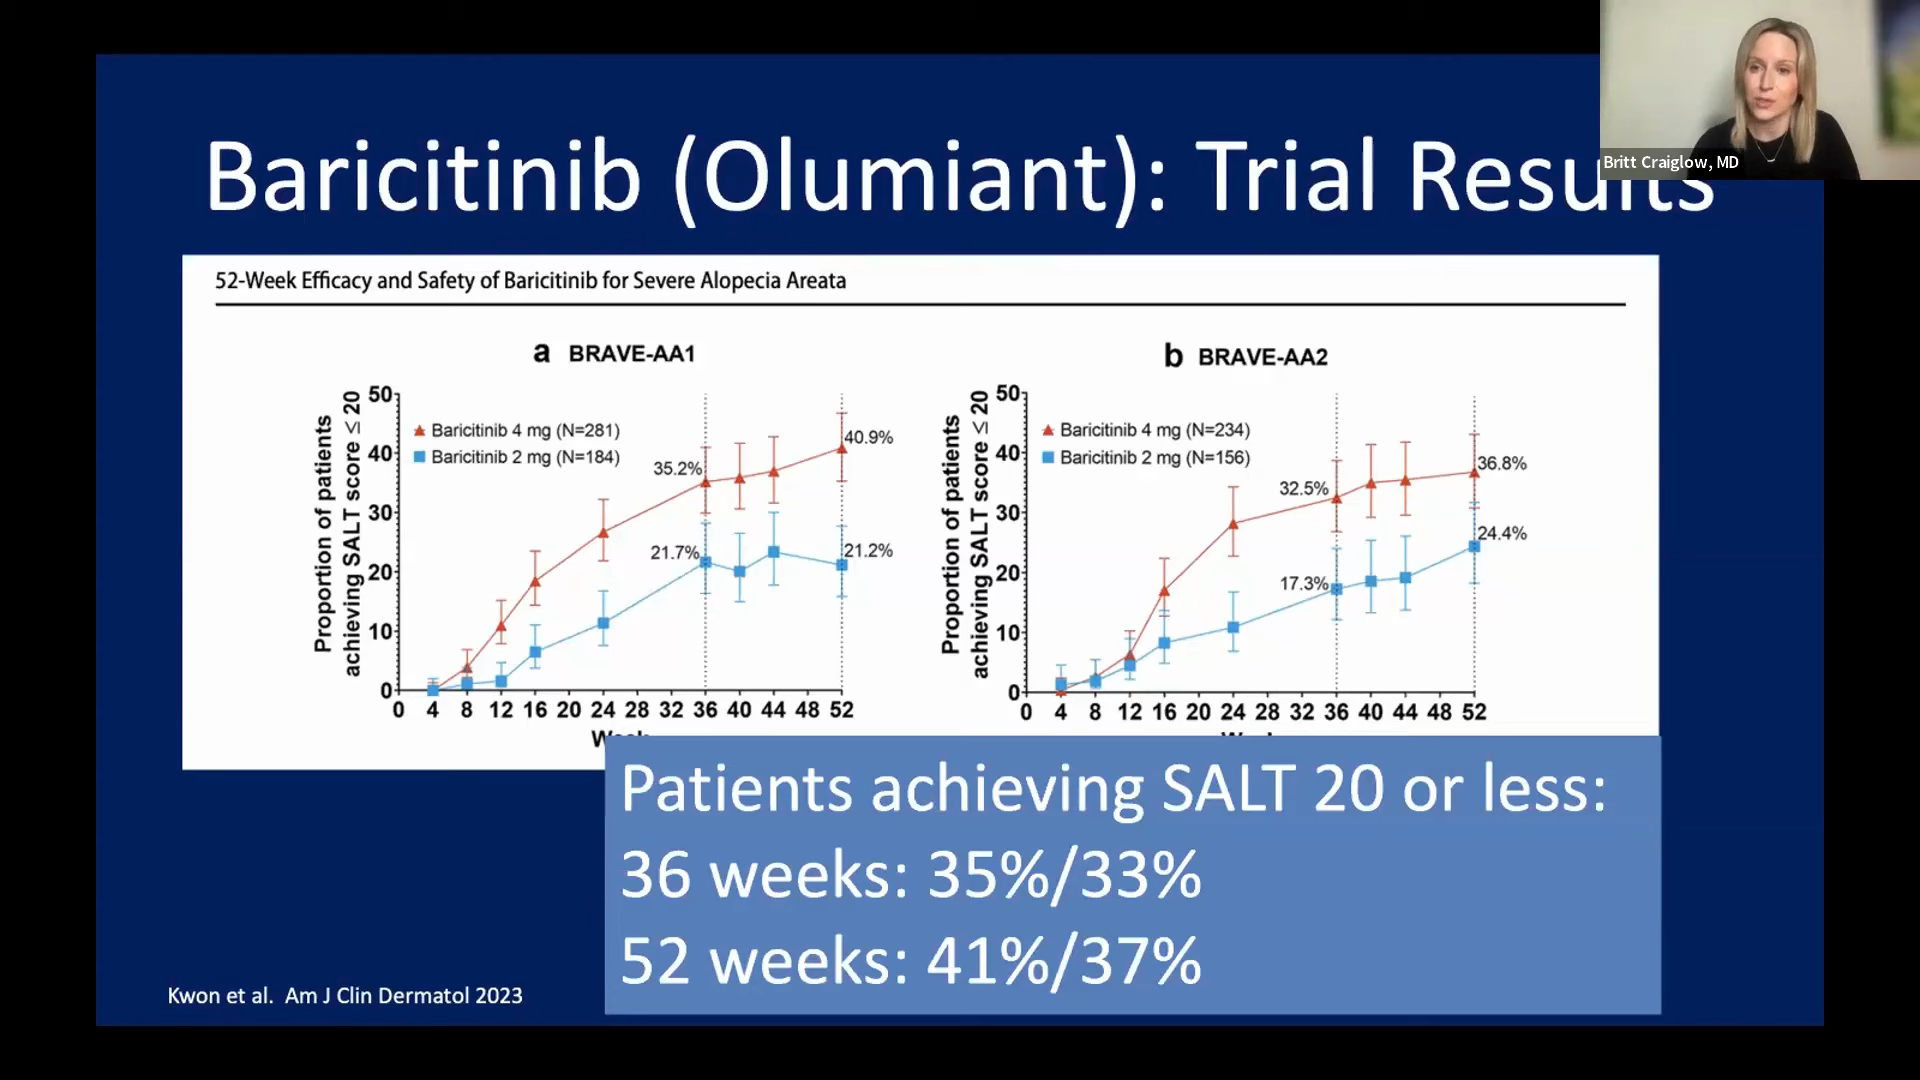 Baricitinib (Olumiant): Trial Results
Britt Craiglow, MD
52-Week Efficacy and Safety of Baricitinib for Severe Alopecia Areata
a BRAVE-AA1
Proportion of patients
achieving SALT score ≤ 20
50
40
30
20
10
0
Baricitinib 4 mg (N=281)
Baricitinib 2 mg (N=184)
35.2%
40.9%
21.7%
21.2%
0 4 8 12 16 20 24 28 32 36 40 44 48 52
Week
b BRAVE-AA2
Proportion of patients
achieving SALT score ≤ 20
50
40
30
20
10
0
Baricitinib 4 mg (N=234)
Baricitinib 2 mg (N=156)
32.5%
36.8%
17.3%
24.4%
0 4 8 12 16 20 24 28 32 36 40 44 48 52
Patients achieving SALT 20 or less:
36 weeks: 35%/33%
52 weeks: 41%/37%
Kwon et al. Am J Clin Dermatol 2023